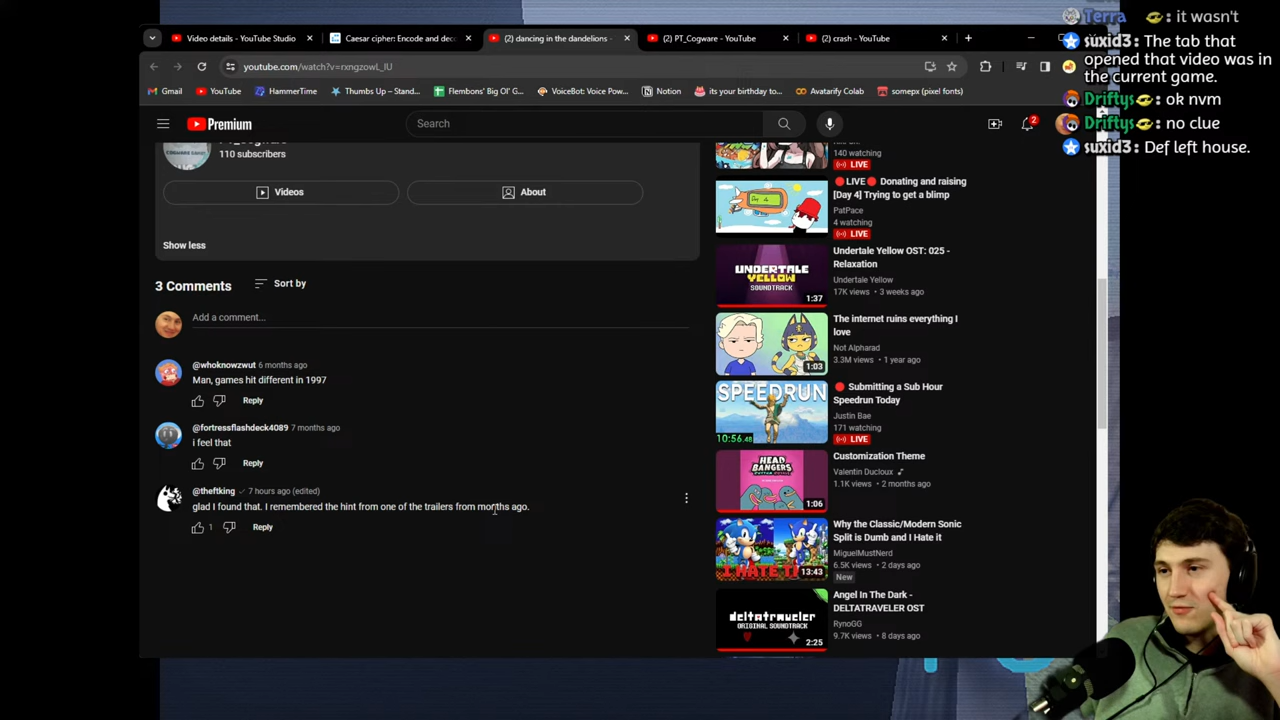 Terra : it wasn't
suxid3 : The tab that
opened that video was in
the current game.
Driftys : ok nvm
Driftys : no clue
suxid3 : Def left house.
Video details - YouTube Studio
Caesar cipher: Encode and dec
(2) dancing in the dandelions -
(2) PT_Cogware - YouTube
(2) crash - YouTube
youtube.com/watch?v=rxngzowL_IU
Gmail
YouTube
HammerTime
Thumbs Up – Stand...
Flembons' Big Ol' G...
VoiceBot: Voice Pow...
Notion
its your birthday to...
Avatarify Colab
somepx (pixel fonts)
Premium
Search
2
110 subscribers
Videos
About
Show less
3 Comments
Sort by
Add a comment...
@whoknowzwut 6 months ago
Man, games hit different in 1997
Reply
@fortressflashdeck4089 7 months ago
i feel that
Reply
@theftking 7 hours ago (edited)
glad I found that. I remembered the hint from one of the trailers from months ago.
1 Reply
140 watching
LIVE
LIVE Donating and raising
[Day 4] Trying to get a blimp
PatPace
4 watching
LIVE
UNDERTALE
YELLOW
SOUNDTRACK
1:37
Undertale Yellow OST: 025 -
Relaxation
Undertale Yellow
17K views • 3 weeks ago
1:03
The internet ruins everything I
love
Not Alpharad
3.3M views • 1 year ago
SPEEDRUN
10:56.48
Submitting a Sub Hour
Speedrun Today
Justin Bae
171 watching
LIVE
HEAD
BANGERS
1:06
Customization Theme
Valentin Ducloux
1.1K views • 2 months ago
I HATE IT
13:43
Why the Classic/Modern Sonic
Split is Dumb and I Hate it
MiguelMustNerd
6.5K views • 2 days ago
New
deltatraveler
ORIGINAL SOUNDTRACK
2:25
Angel In The Dark -
DELTATRAVELER OST
RynoGG
9.7K views • 8 days ago